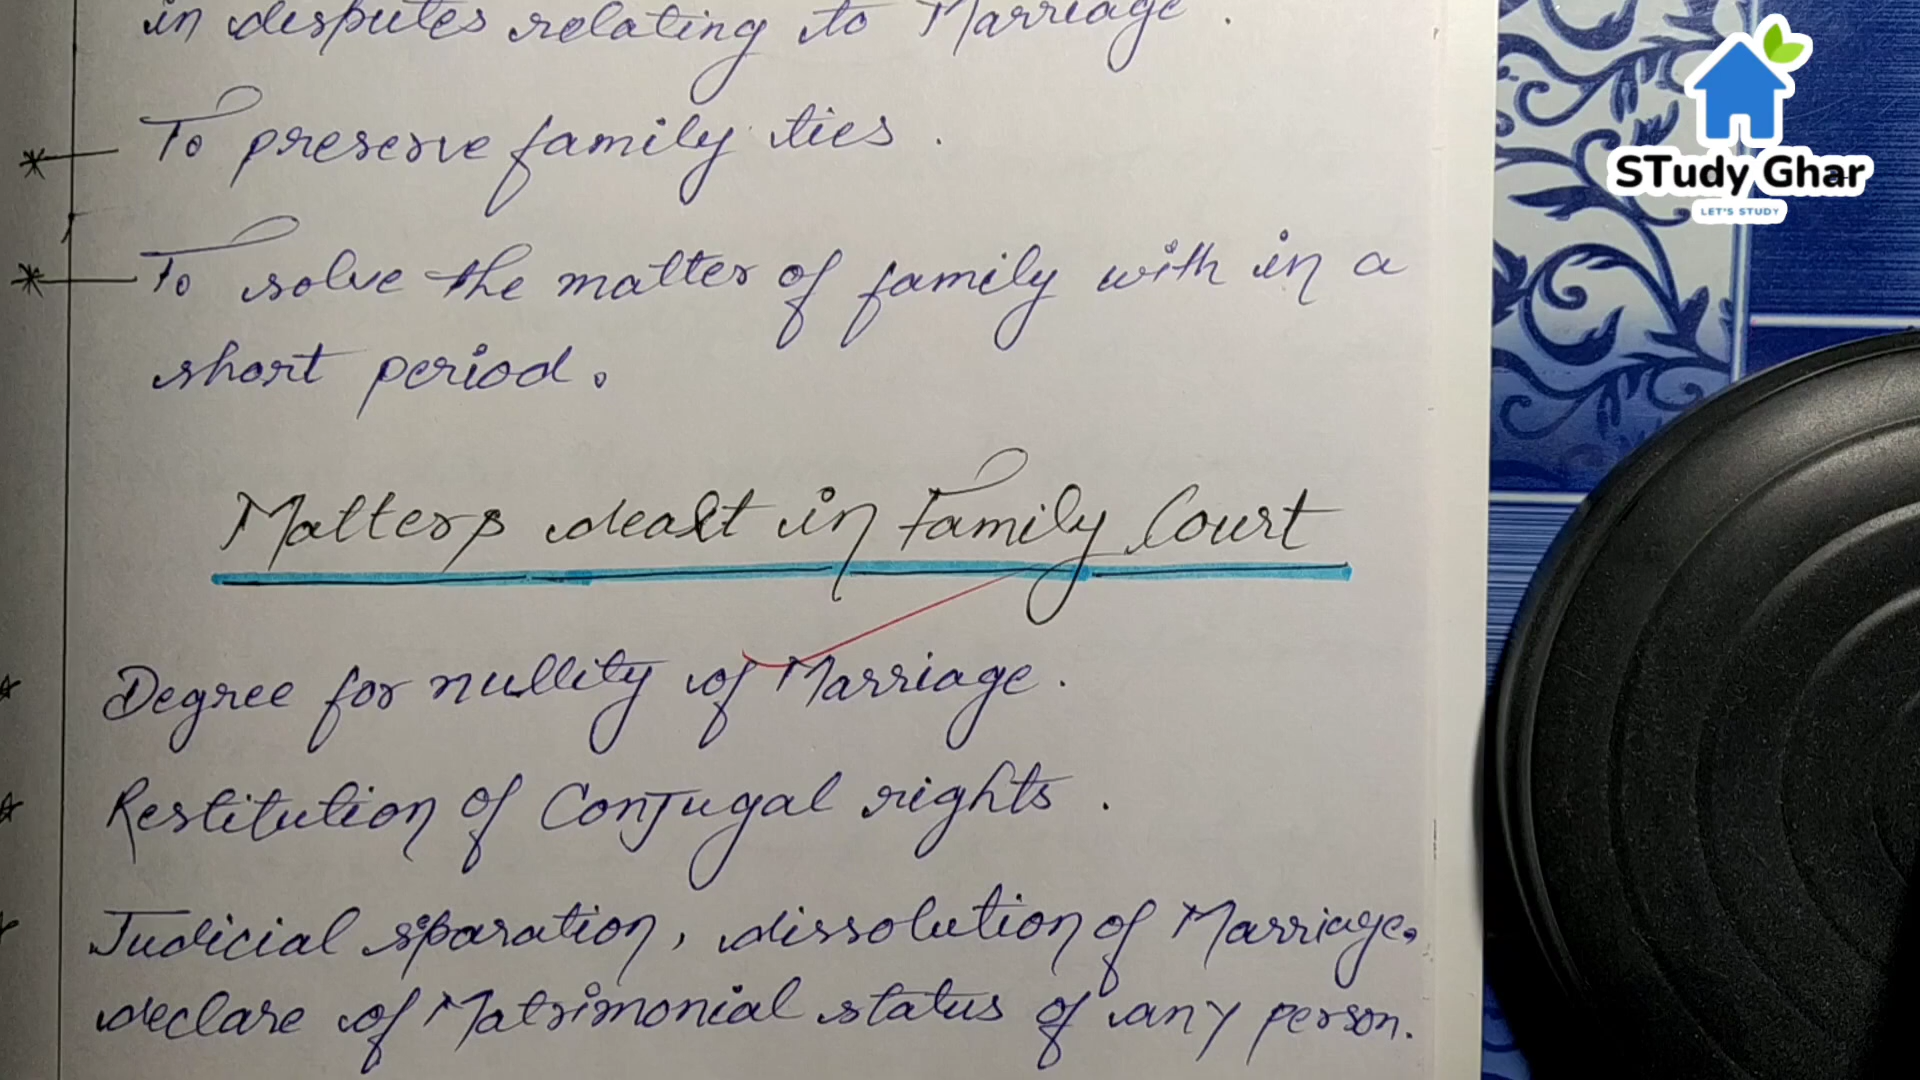 in disputes relating to Marriage.
To preserve family ties.
To solve the matter of family with in a
short period.
Matters dealt in Family Court
Degree for nullity of Marriage.
Restitution of Conjugal rights.
Judicial sparation, dissolution of Marriage.
declare of Matrimonial status of any person.
STudy Ghar
LET'S STUDY